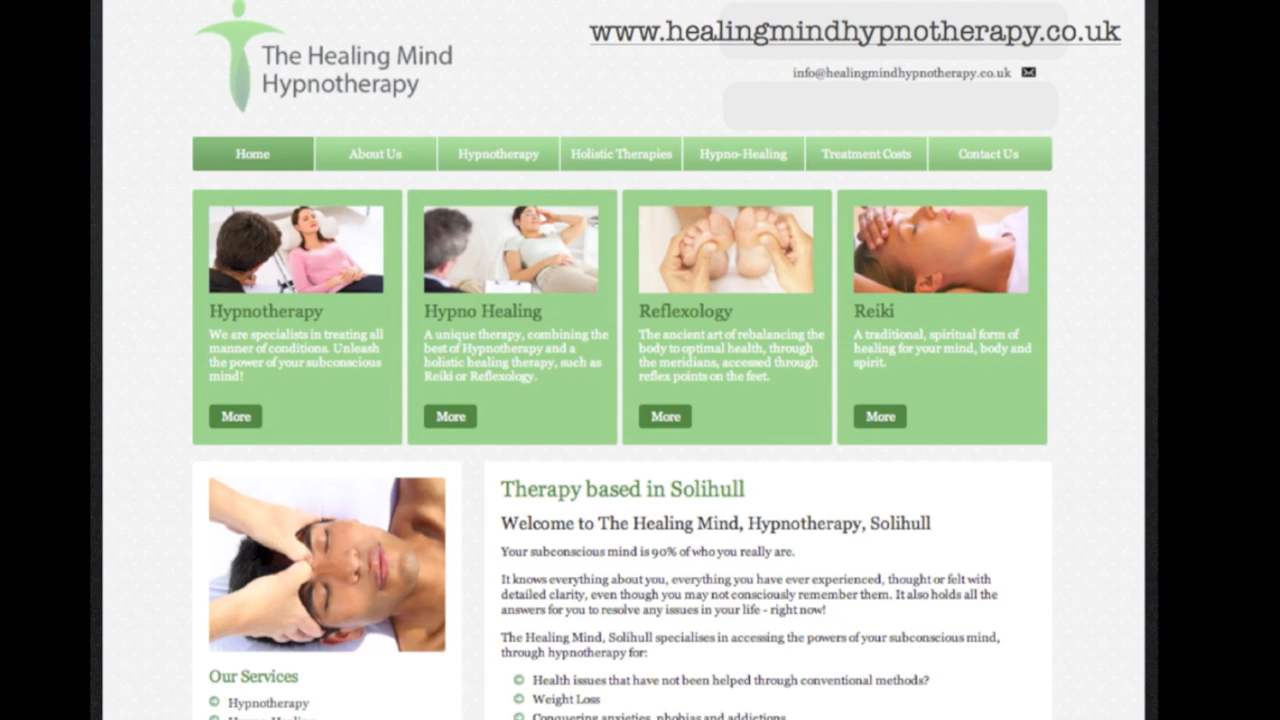 The Healing Mind
Hypnotherapy
www.healingmindhypnotherapy.co.uk
info@healingmindhypnotherapy.co.uk
Home
About Us
Hypnotherapy
Holistic Therapies
Hypno-Healing
Treatment Costs
Contact Us
Hypnotherapy
We are specialists in treating all
manner of conditions. Unleash
the power of your subconscious
mind!
More
Hypno Healing
A unique therapy, combining the
best of Hypnotherapy and a
holistic healing therapy, such as
Reiki or Reflexology.
More
Reflexology
The ancient art of rebalancing the
body to optimal health, through
the meridians, accessed through
reflex points on the feet.
More
Reiki
A traditional, spiritual form of
healing for your mind, body and
spirit.
More
Our Services
Hypnotherapy
Hypno-Healing
Therapy based in Solihull
Welcome to The Healing Mind, Hypnotherapy, Solihull
Your subconscious mind is 90% of who you really are.
It knows everything about you, everything you have ever experienced, thought or felt with
detailed clarity, even though you may not consciously remember them. It also holds all the
answers for you to resolve any issues in your life - right now!
The Healing Mind, Solihull specialises in accessing the powers of your subconscious mind,
through hypnotherapy for:
Health issues that have not been helped through conventional methods?
Weight Loss
Conquering anxieties, phobias and addictions